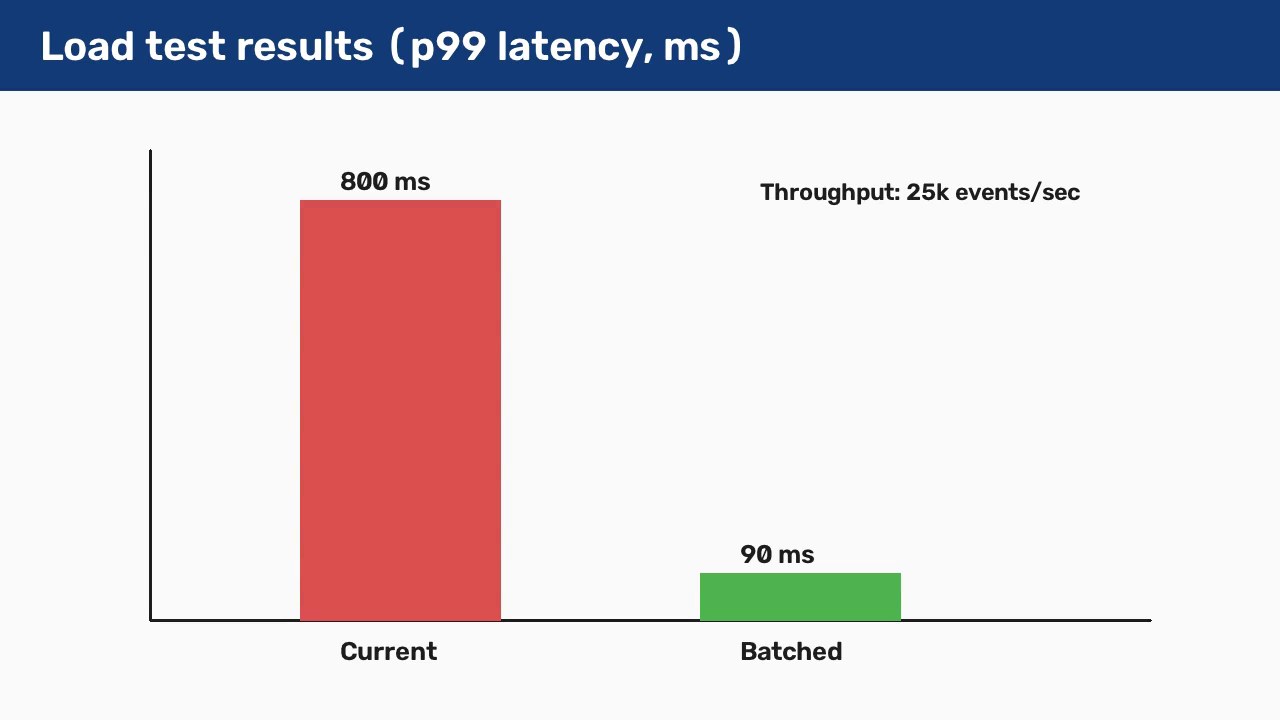 Load test results (p99 latency, ms)
800 ms
Throughput: 25k events/sec
90 ms
Current
Batched